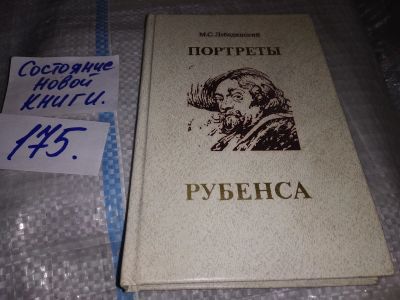 Состояние
новой
книги.
175.
М.С. Лебедянский
ПОРТРЕТЫ
РУБЕНСА